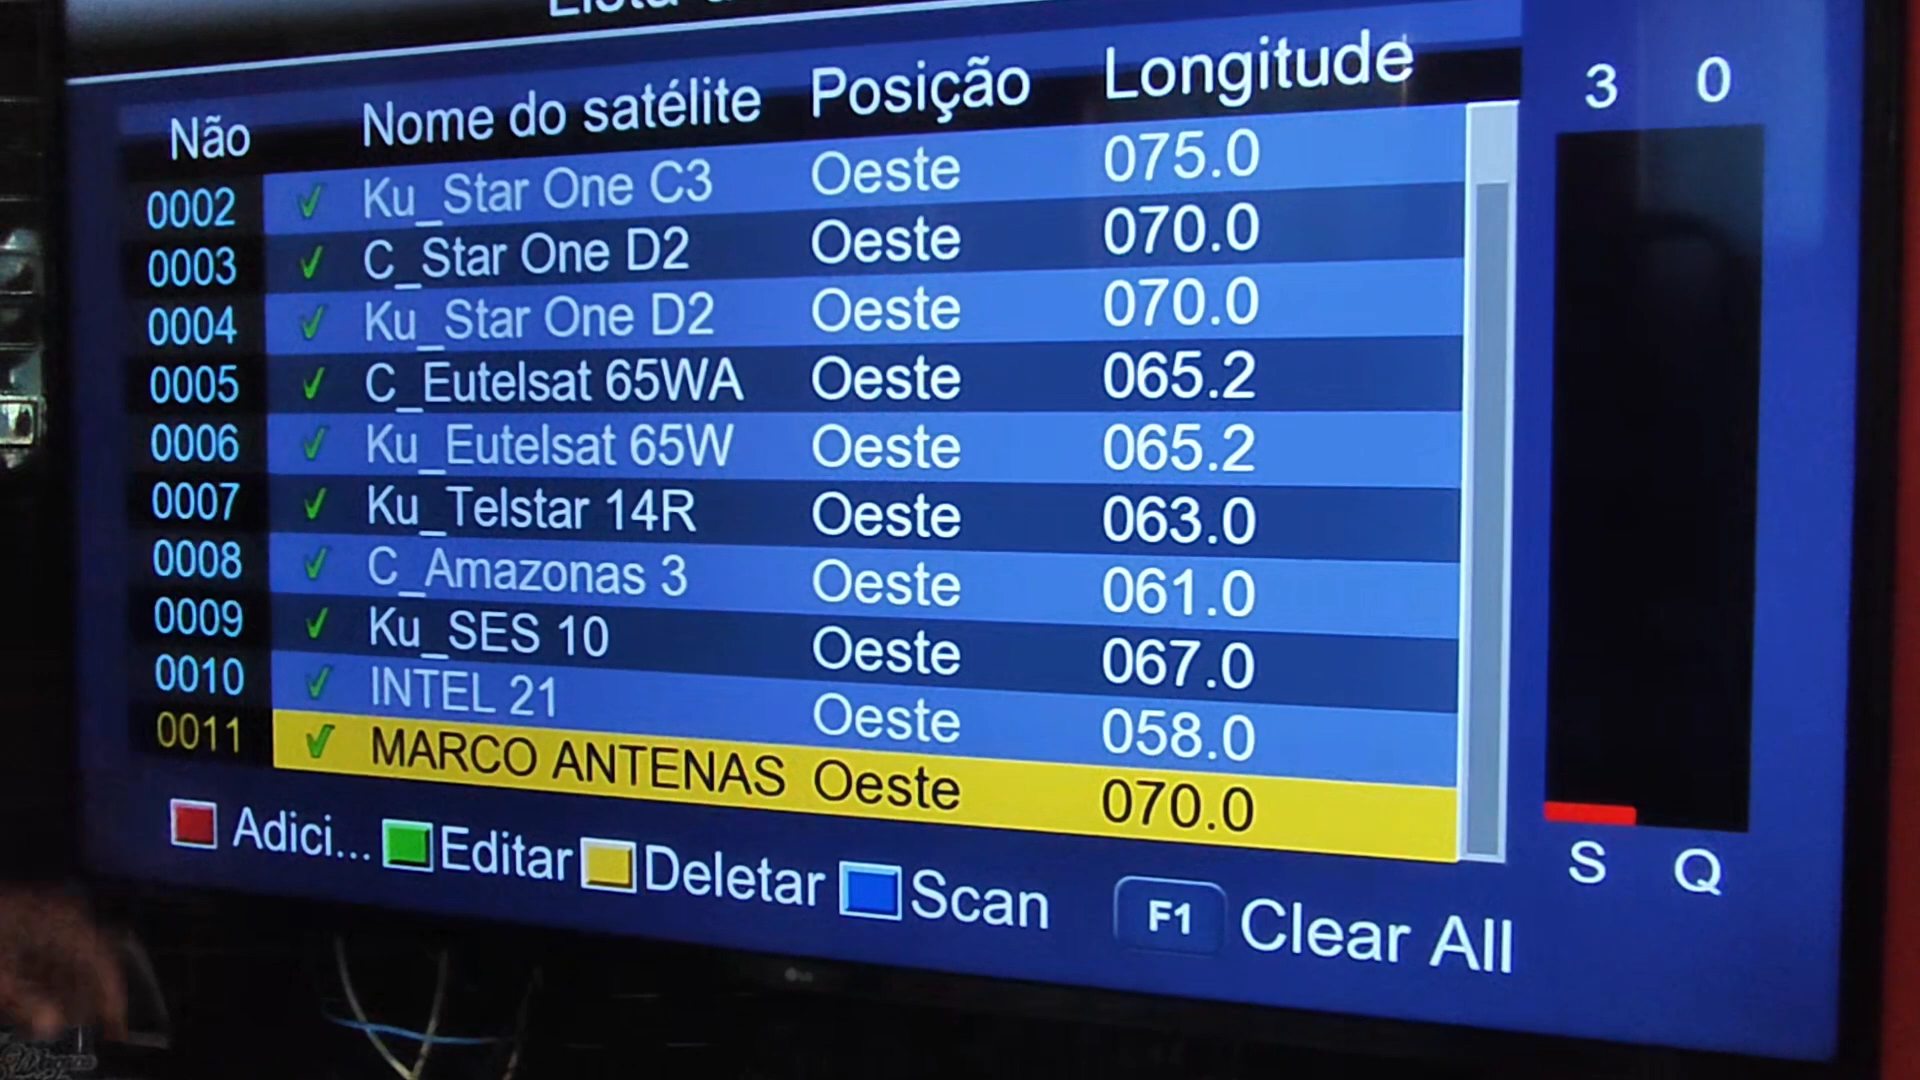 Não Nome do satélite Posição Longitude 3 0
0002 Ku_Star One C3 Oeste 075.0
0003 C_Star One D2 Oeste 070.0
0004 Ku_Star One D2 Oeste 070.0
0005 C_Eutelsat 65WA Oeste 065.2
0006 Ku_Eutelsat 65W Oeste 065.2
0007 Ku_Telstar 14R Oeste 063.0
0008 C_Amazonas 3 Oeste 061.0
0009 Ku_SES 10 Oeste 067.0
0010 INTEL 21 Oeste 058.0
0011 MARCO ANTENAS Oeste 070.0
S Q
Adici... Editar Deletar Scan F1 Clear All
LG